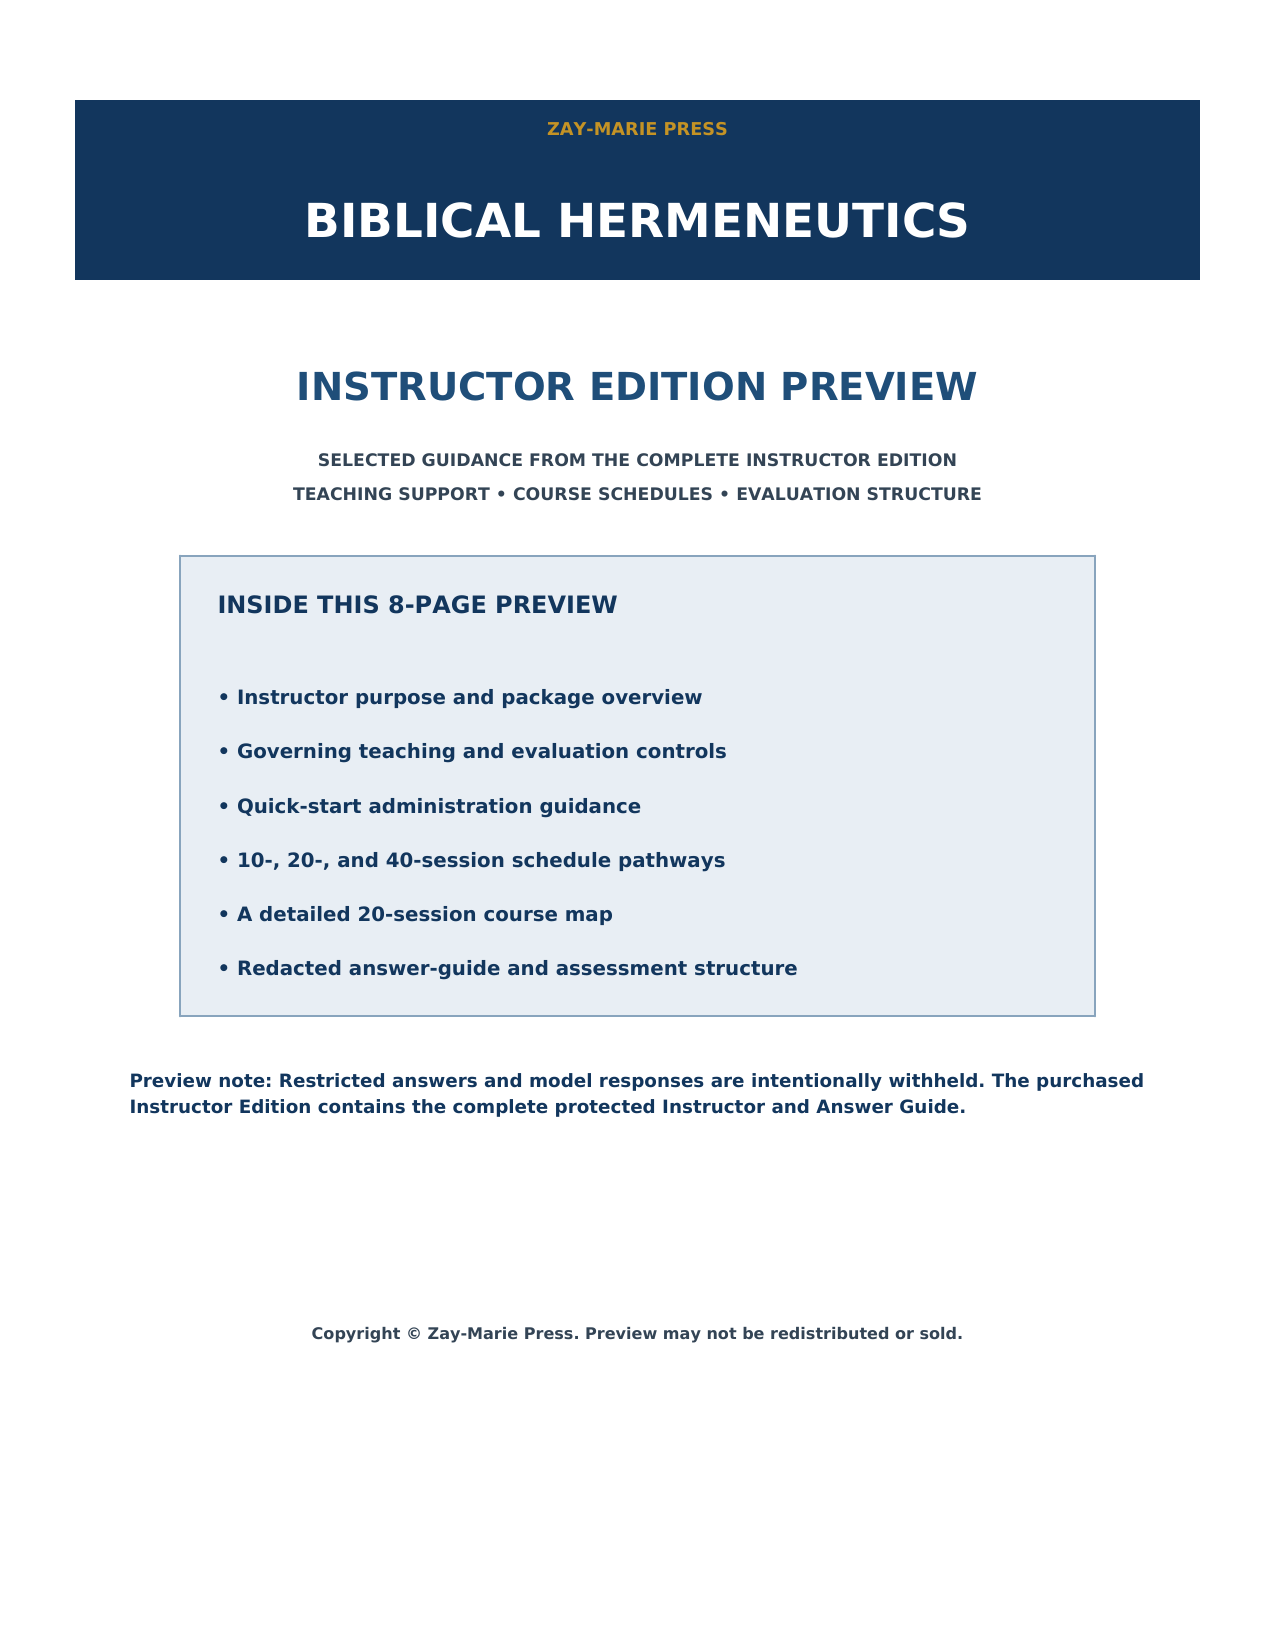 ZAY-MARIE PRESS
BIBLICAL HERMENEUTICS
INSTRUCTOR EDITION PREVIEW
SELECTED GUIDANCE FROM THE COMPLETE INSTRUCTOR EDITION
TEACHING SUPPORT • COURSE SCHEDULES • EVALUATION STRUCTURE
INSIDE THIS 8-PAGE PREVIEW
• Instructor purpose and package overview
• Governing teaching and evaluation controls
• Quick-start administration guidance
• 10-, 20-, and 40-session schedule pathways
• A detailed 20-session course map
• Redacted answer-guide and assessment structure
Preview note: Restricted answers and model responses are intentionally withheld. The purchased
Instructor Edition contains the complete protected Instructor and Answer Guide.
Copyright © Zay-Marie Press. Preview may not be redistributed or sold.